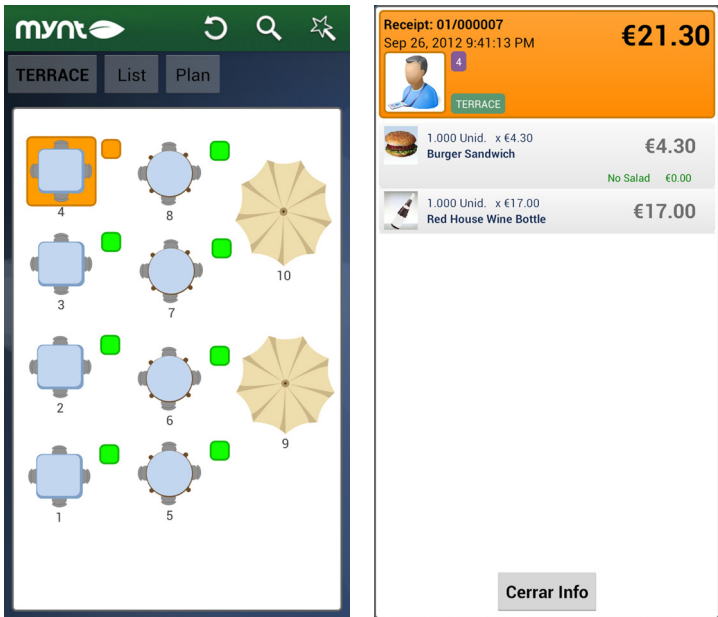 mynt
TERRACE List Plan
4
8
10
3
7
2
6
9
1
5
Receipt: 01/000007
Sep 26, 2012 9:41:13 PM
€21.30
4
TERRACE
1.000 Unid. x €4.30
Burger Sandwich
€4.30
No Salad €0.00
1.000 Unid. x €17.00
Red House Wine Bottle
€17.00
Cerrar Info